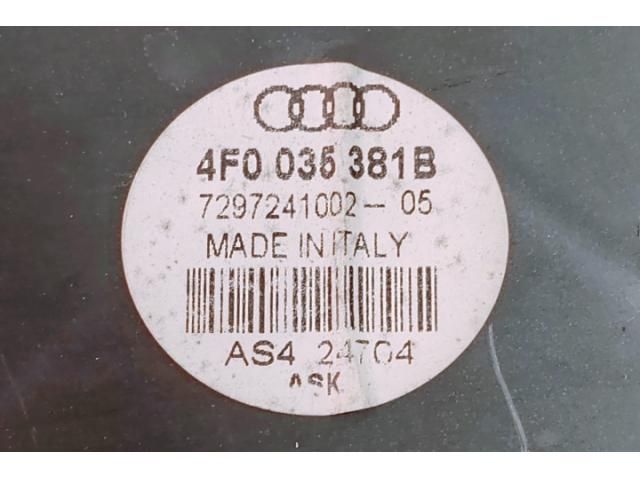 4F0 035 381B
7297241002-05
MADE IN ITALY
AS4 24704
ASK